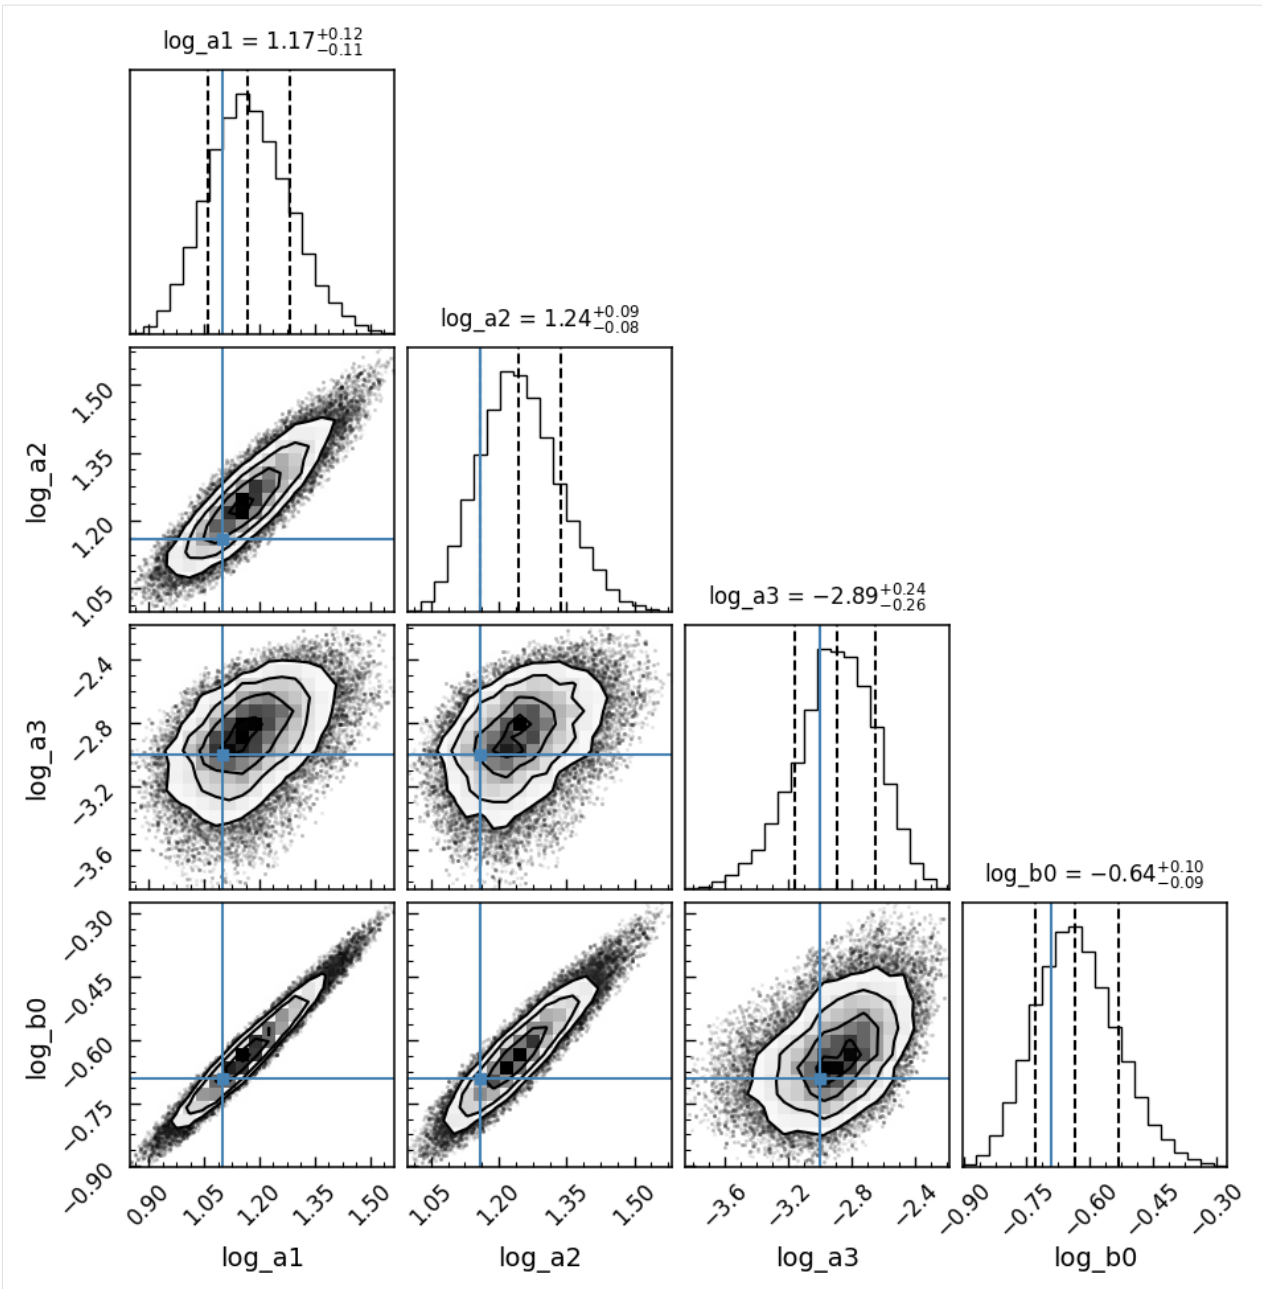 log_a1 = 1.17+0.12−0.11
log_a2 = 1.24+0.09−0.08
log_a2
1.50
1.35
1.20
1.05
log_a3 = −2.89+0.24−0.26
log_a3
−2.4
−2.8
−3.2
−3.6
log_b0 = −0.64+0.10−0.09
log_b0
−0.30
−0.45
−0.60
−0.75
−0.90
0.90 1.05 1.20 1.35 1.50 1.05 1.20 1.35 1.50 −3.6 −3.2 −2.8 −2.4 −0.90 −0.75 −0.60 −0.45 −0.30
log_a1 log_a2 log_a3 log_b0